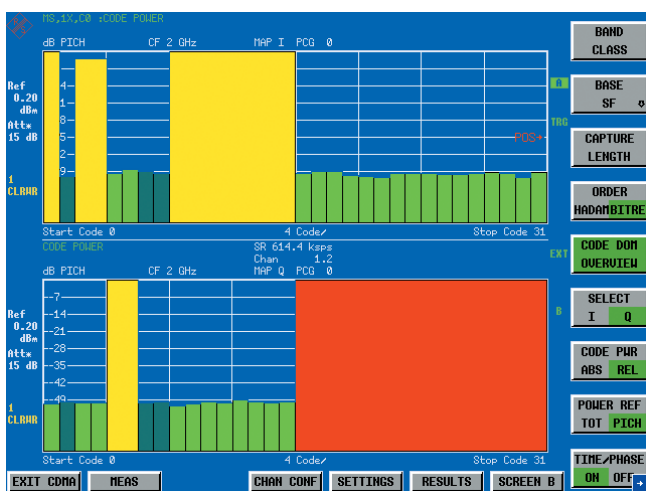 MS,1X,C0 :CODE POWER
dB PICH CF 2 GHz MAP I PCG 0
Ref
0.20
dBm
Att*
15 dB
1
CLRWR
A
TRG
POS*
Start Code 0 4 Code/ Stop Code 31
CODE POWER SR 614.4 ksps
Chan 1.2
dB PICH CF 2 GHz MAP Q PCG 0
EXT
B
Ref
0.20
dBm
Att*
15 dB
1
CLRWR
--7
--14
--21
--28
--35
--42
--49
Start Code 0 4 Code/ Stop Code 31
BAND
CLASS
BASE
SF
CAPTURE
LENGTH
ORDER
HADAMBITRE
CODE DOM
OVERVIEW
SELECT
I Q
CODE PWR
ABS REL
POWER REF
TOT PICH
TIME/PHASE
ON OFF
EXIT CDMA MEAS CHAN CONF SETTINGS RESULTS SCREEN B